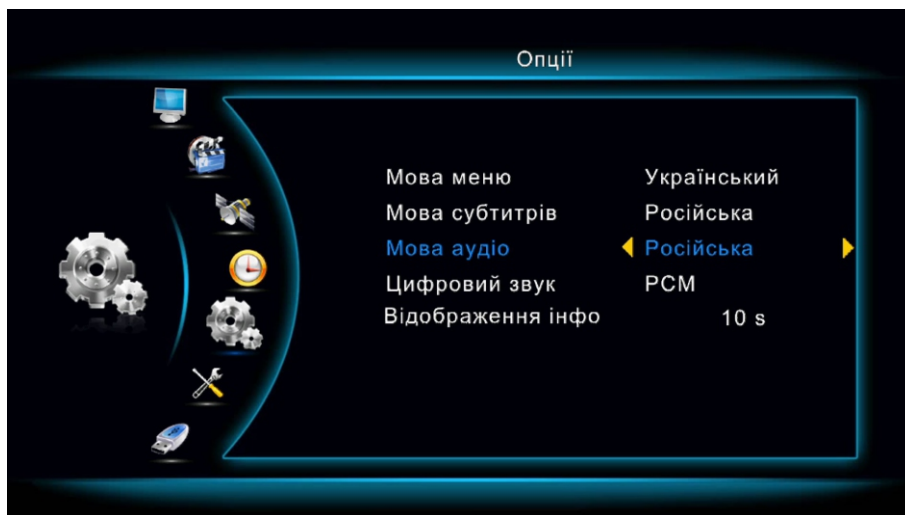 Опції
Мова меню Український
Мова субтитрів Російська
Мова аудіо Російська
Цифровий звук PCM
Відображення інфо 10 s